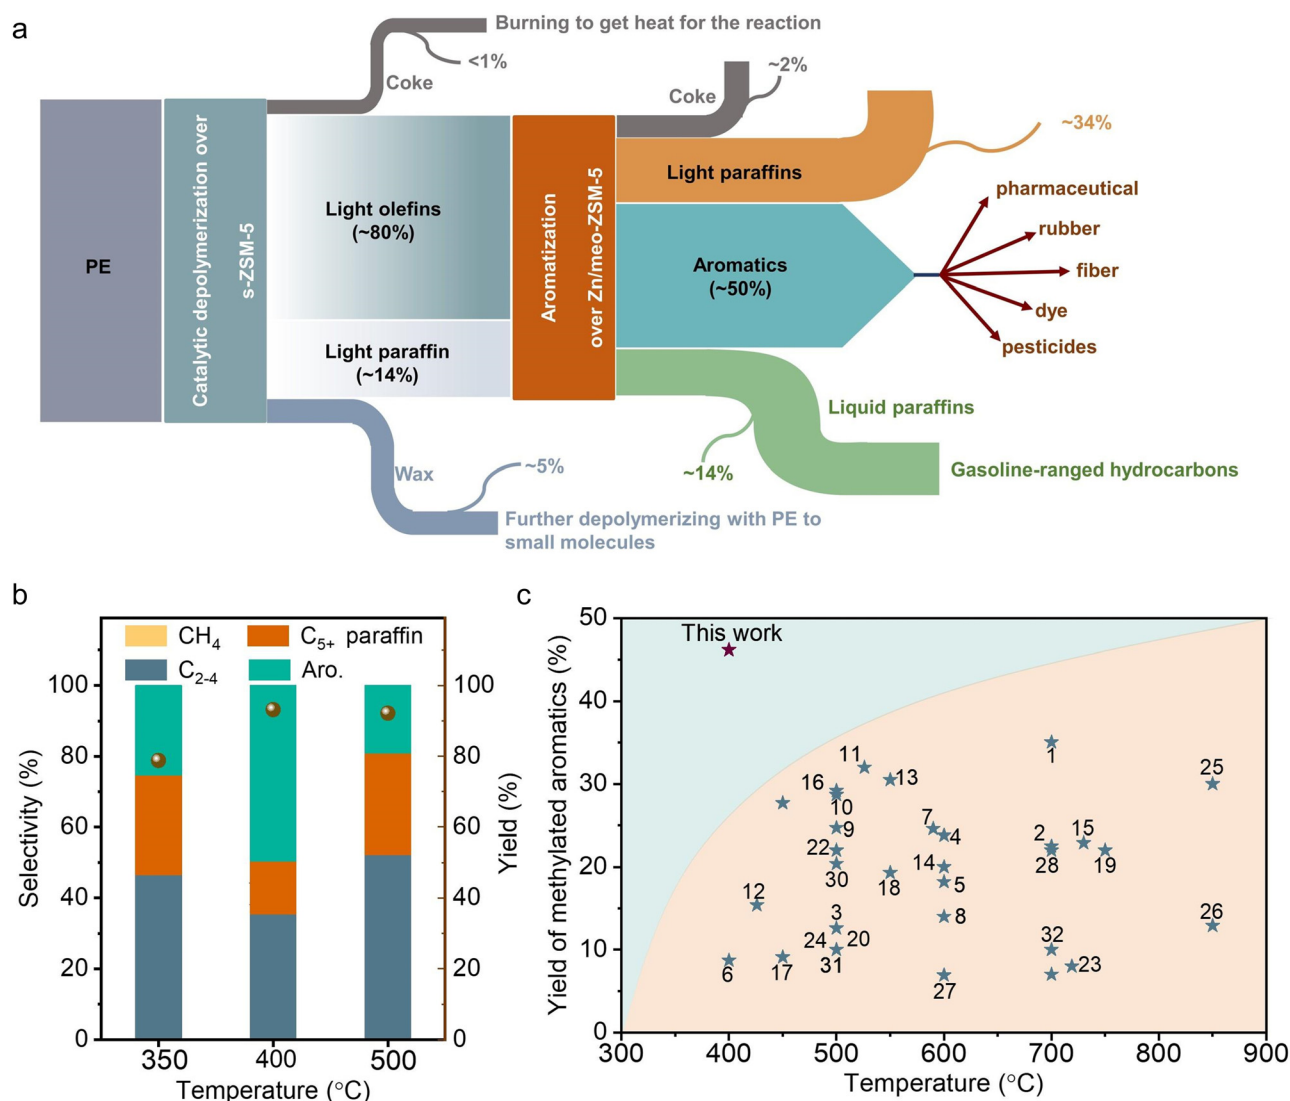 a
Burning to get heat for the reaction
<1%
Coke
~2%
Coke
~34%
Light paraffins
PE
Catalytic depolymerization over
s-ZSM-5
Light olefins
(~80%)
Light paraffin
(~14%)
Aromatization
over Zn/meo-ZSM-5
Aromatics
(~50%)
pharmaceutical
rubber
fiber
dye
pesticides
Liquid paraffins
~14%
Gasoline-ranged hydrocarbons
Wax
~5%
Further depolymerizing with PE to
small molecules
b
CH4
C5+ paraffin
C2-4
Aro.
Selectivity (%)
100
80
60
40
20
0
Yield (%)
100
80
60
40
20
0
350
400
500
Temperature (°C)
c
Yield of methylated aromatics (%)
50
40
30
20
10
0
This work
1
11
13
16
10
25
7
4
9
2
15
22
28
19
14
30
18
5
12
3
8
26
24
20
32
31
6
17
23
27
300
400
500
600
700
800
900
Temperature (°C)